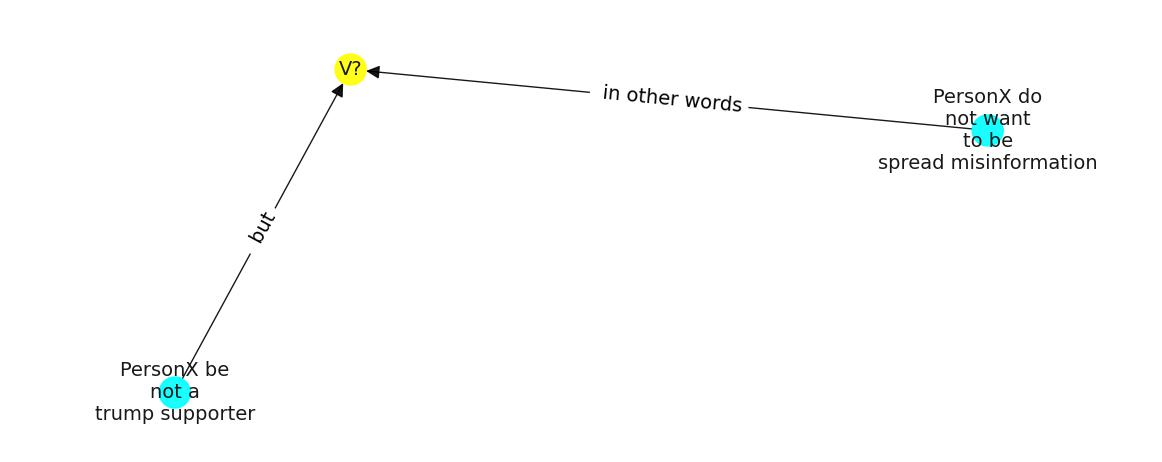 V?
in other words
PersonX do
not want
to be
spread misinformation
but
PersonX be
not a
trump supporter